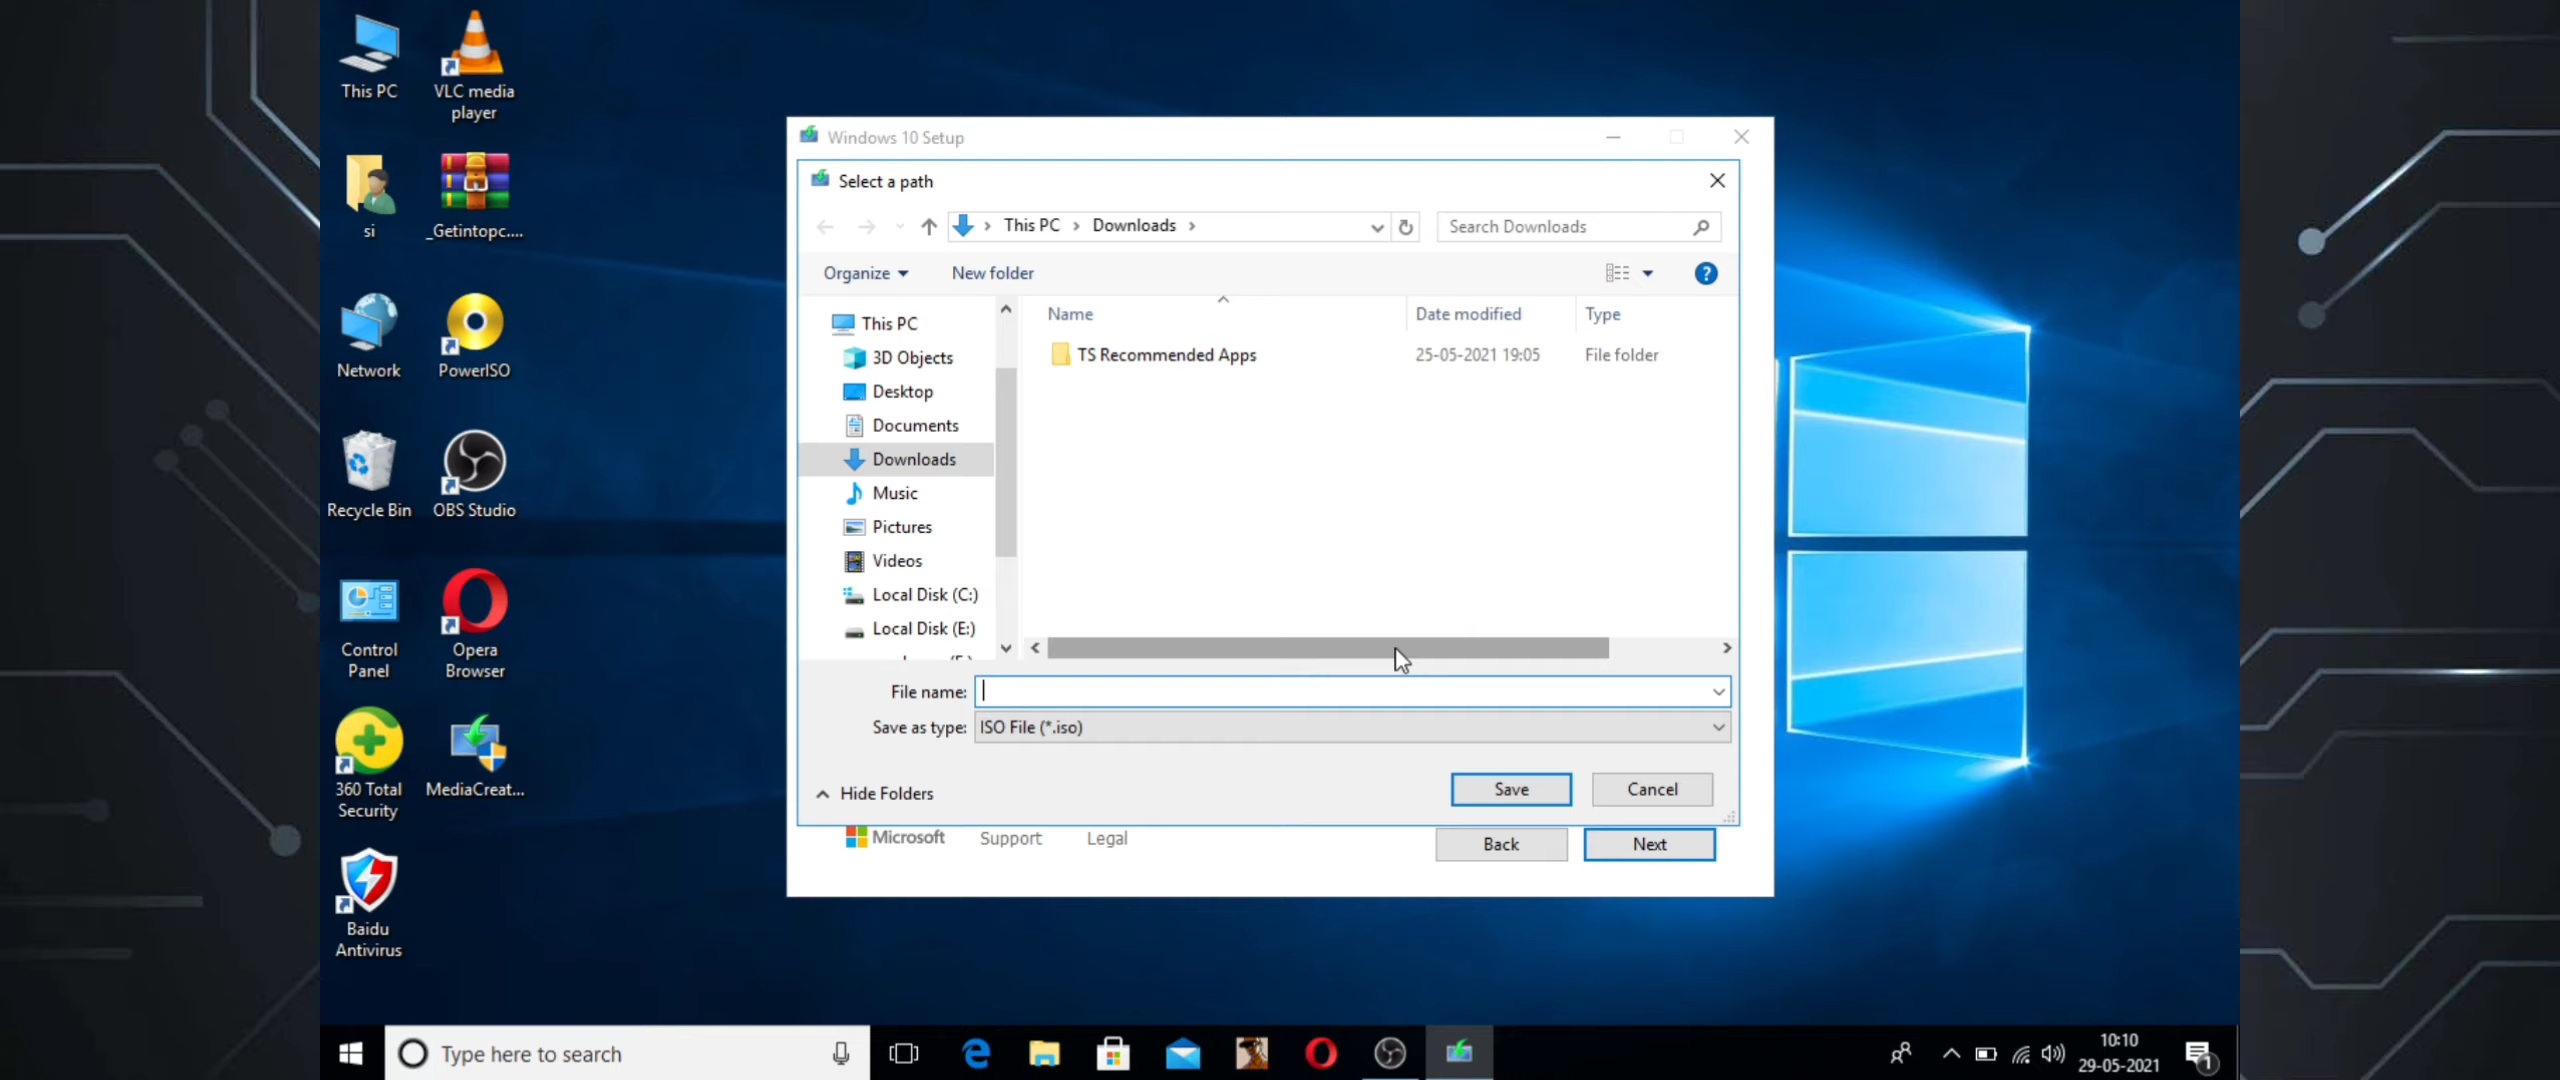 This PC
VLC media
player
si
_Getintopc....
Network
PowerISO
Recycle Bin
OBS Studio
Control
Panel
Opera
Browser
360 Total
Security
MediaCreat...
Baidu
Antivirus
Windows 10 Setup
Select a path
This PC
Downloads
Search Downloads
Organize
New folder
?
Name
Date modified
Type
TS Recommended Apps
25-05-2021 19:05
File folder
This PC
3D Objects
Desktop
Documents
Downloads
Music
Pictures
Videos
Local Disk (C:)
Local Disk (E:)
File name:
Save as type:
ISO File (*.iso)
Hide Folders
Save
Cancel
Microsoft
Support
Legal
Back
Next
Type here to search
10:10
29-05-2021
1